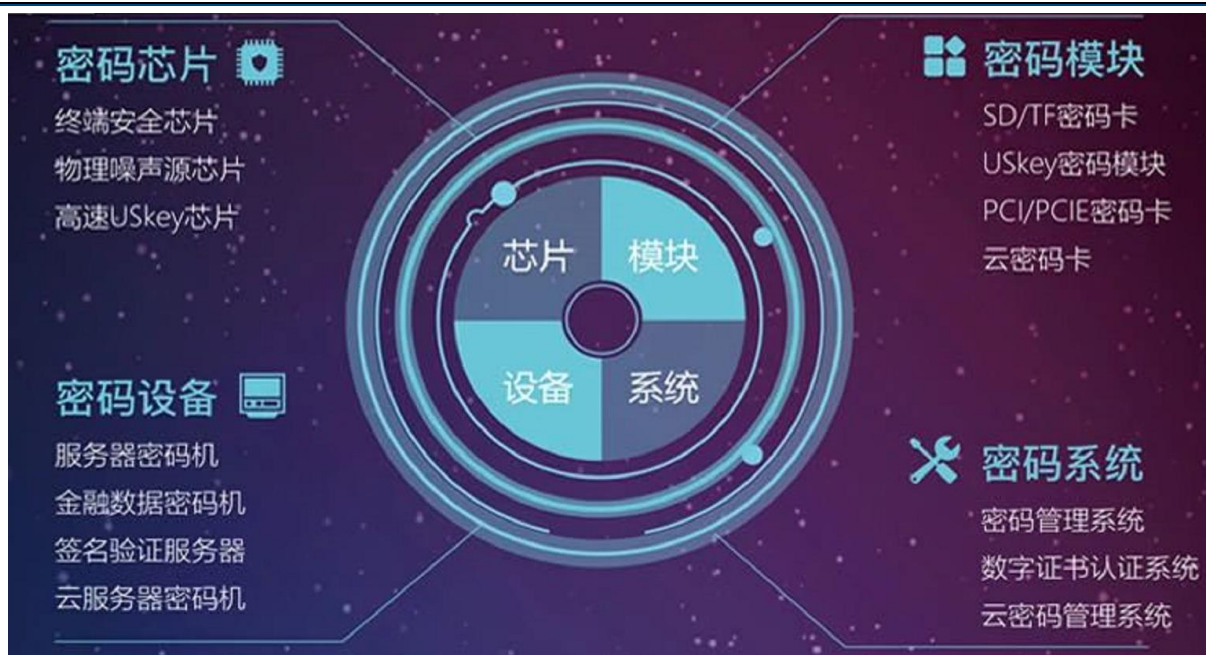 密码芯片
终端安全芯片
物理噪声源芯片
高速USkey芯片
密码模块
SD/TF密码卡
USkey密码模块
PCI/PCIE密码卡
云密码卡
芯片
模块
设备
系统
密码设备
服务器密码机
金融数据密码机
签名验证服务器
云服务器密码机
密码系统
密码管理系统
数字证书认证系统
云密码管理系统